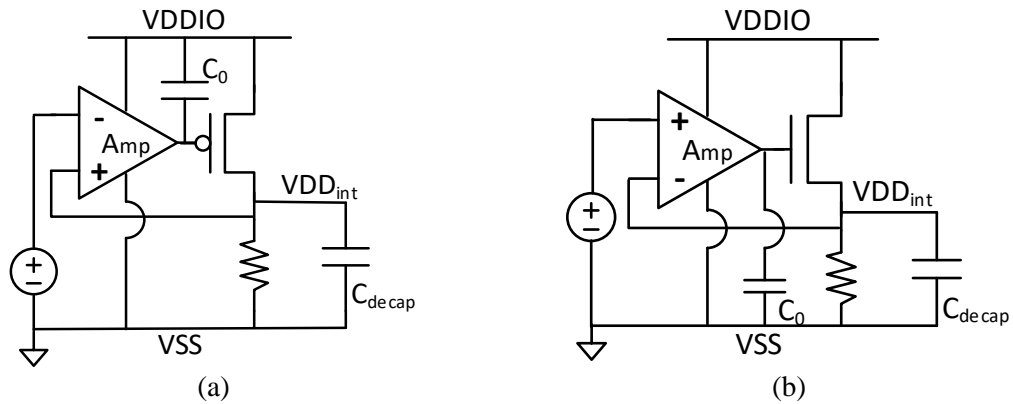 VDDIO
C0
-
Amp
+
VDDint
+
-
Cdecap
VSS
(a)
VDDIO
+
Amp
-
VDDint
+
-
C0
Cdecap
VSS
(b)